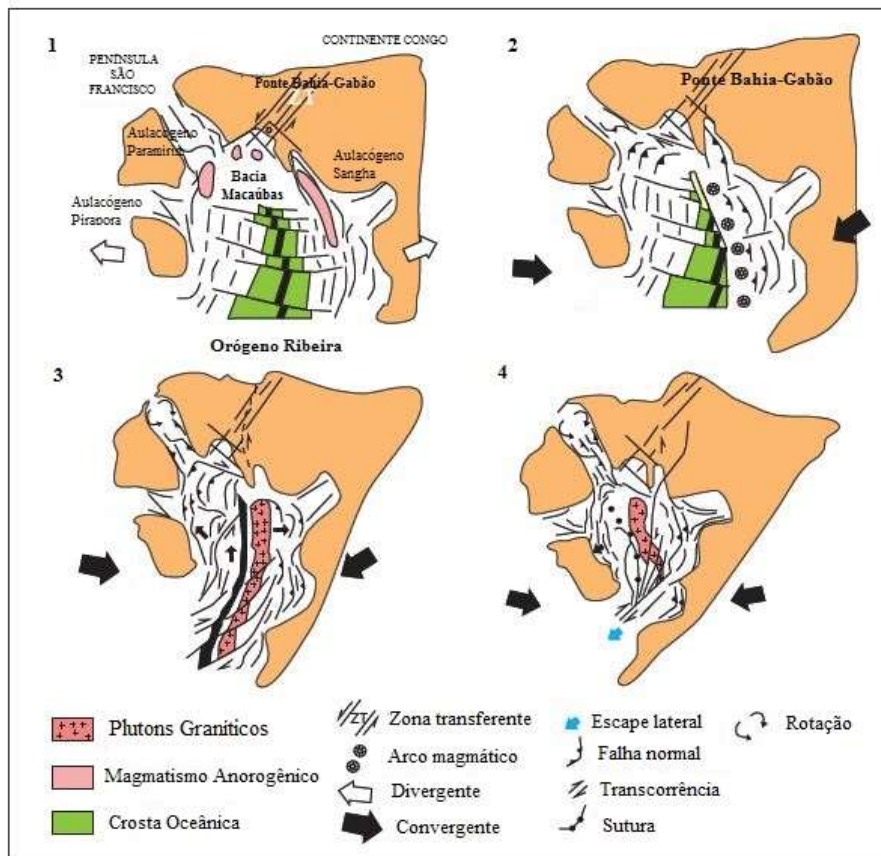 1
CONTINENTE CONGO
PENÍNSULA
SÃO
FRANCISCO
Ponte Bahia-Gabão
ZT
Aulacógeno
Paramirim
Aulacógeno
Sangha
Bacia
Macaúbas
Aulacógeno
Pirapora
2
Ponte Bahia-Gabão
Orógeno Ribeira
3
4
Plutons Graníticos
Magmatismo Anorogênico
Crosta Oceânica
ZT
Zona transferente
Arco magmático
Divergente
Convergente
Escape lateral
Falha normal
Transcorrência
Sutura
Rotação